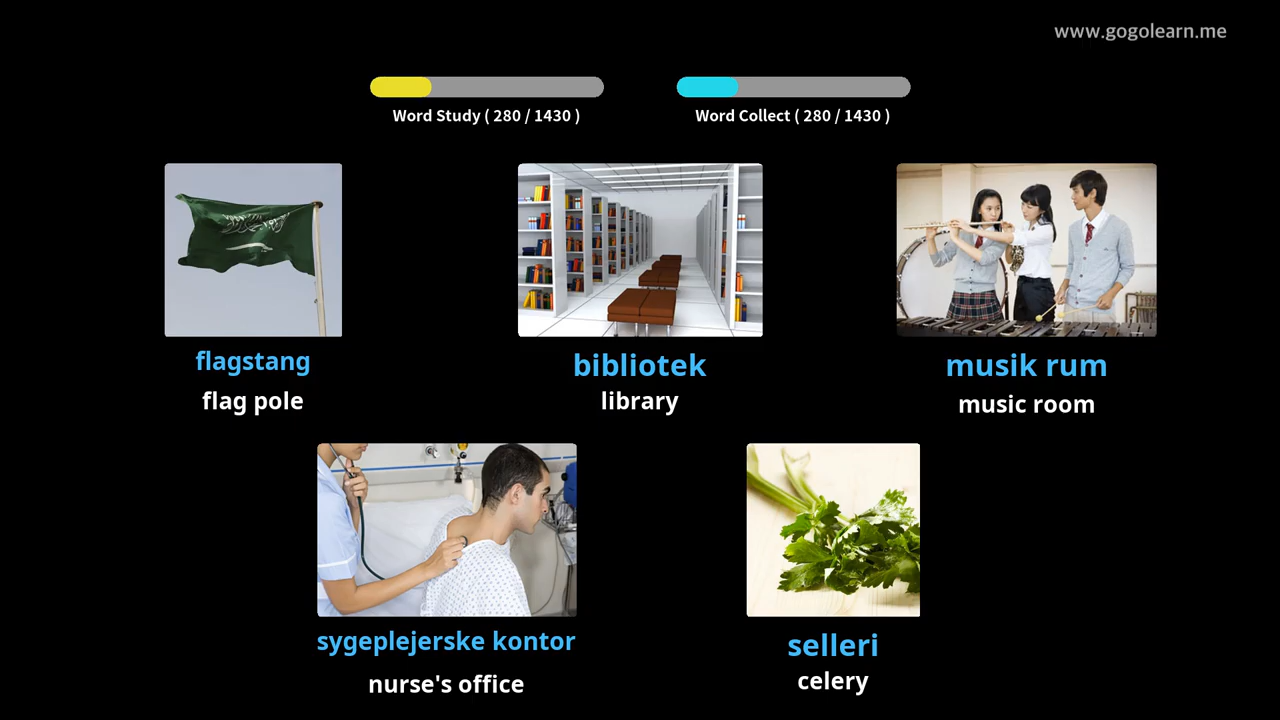 www.gogolearn.me
Word Study ( 280 / 1430 )
Word Collect ( 280 / 1430 )
flagstang
flag pole
bibliotek
library
musik rum
music room
sygeplejerske kontor
nurse's office
selleri
celery